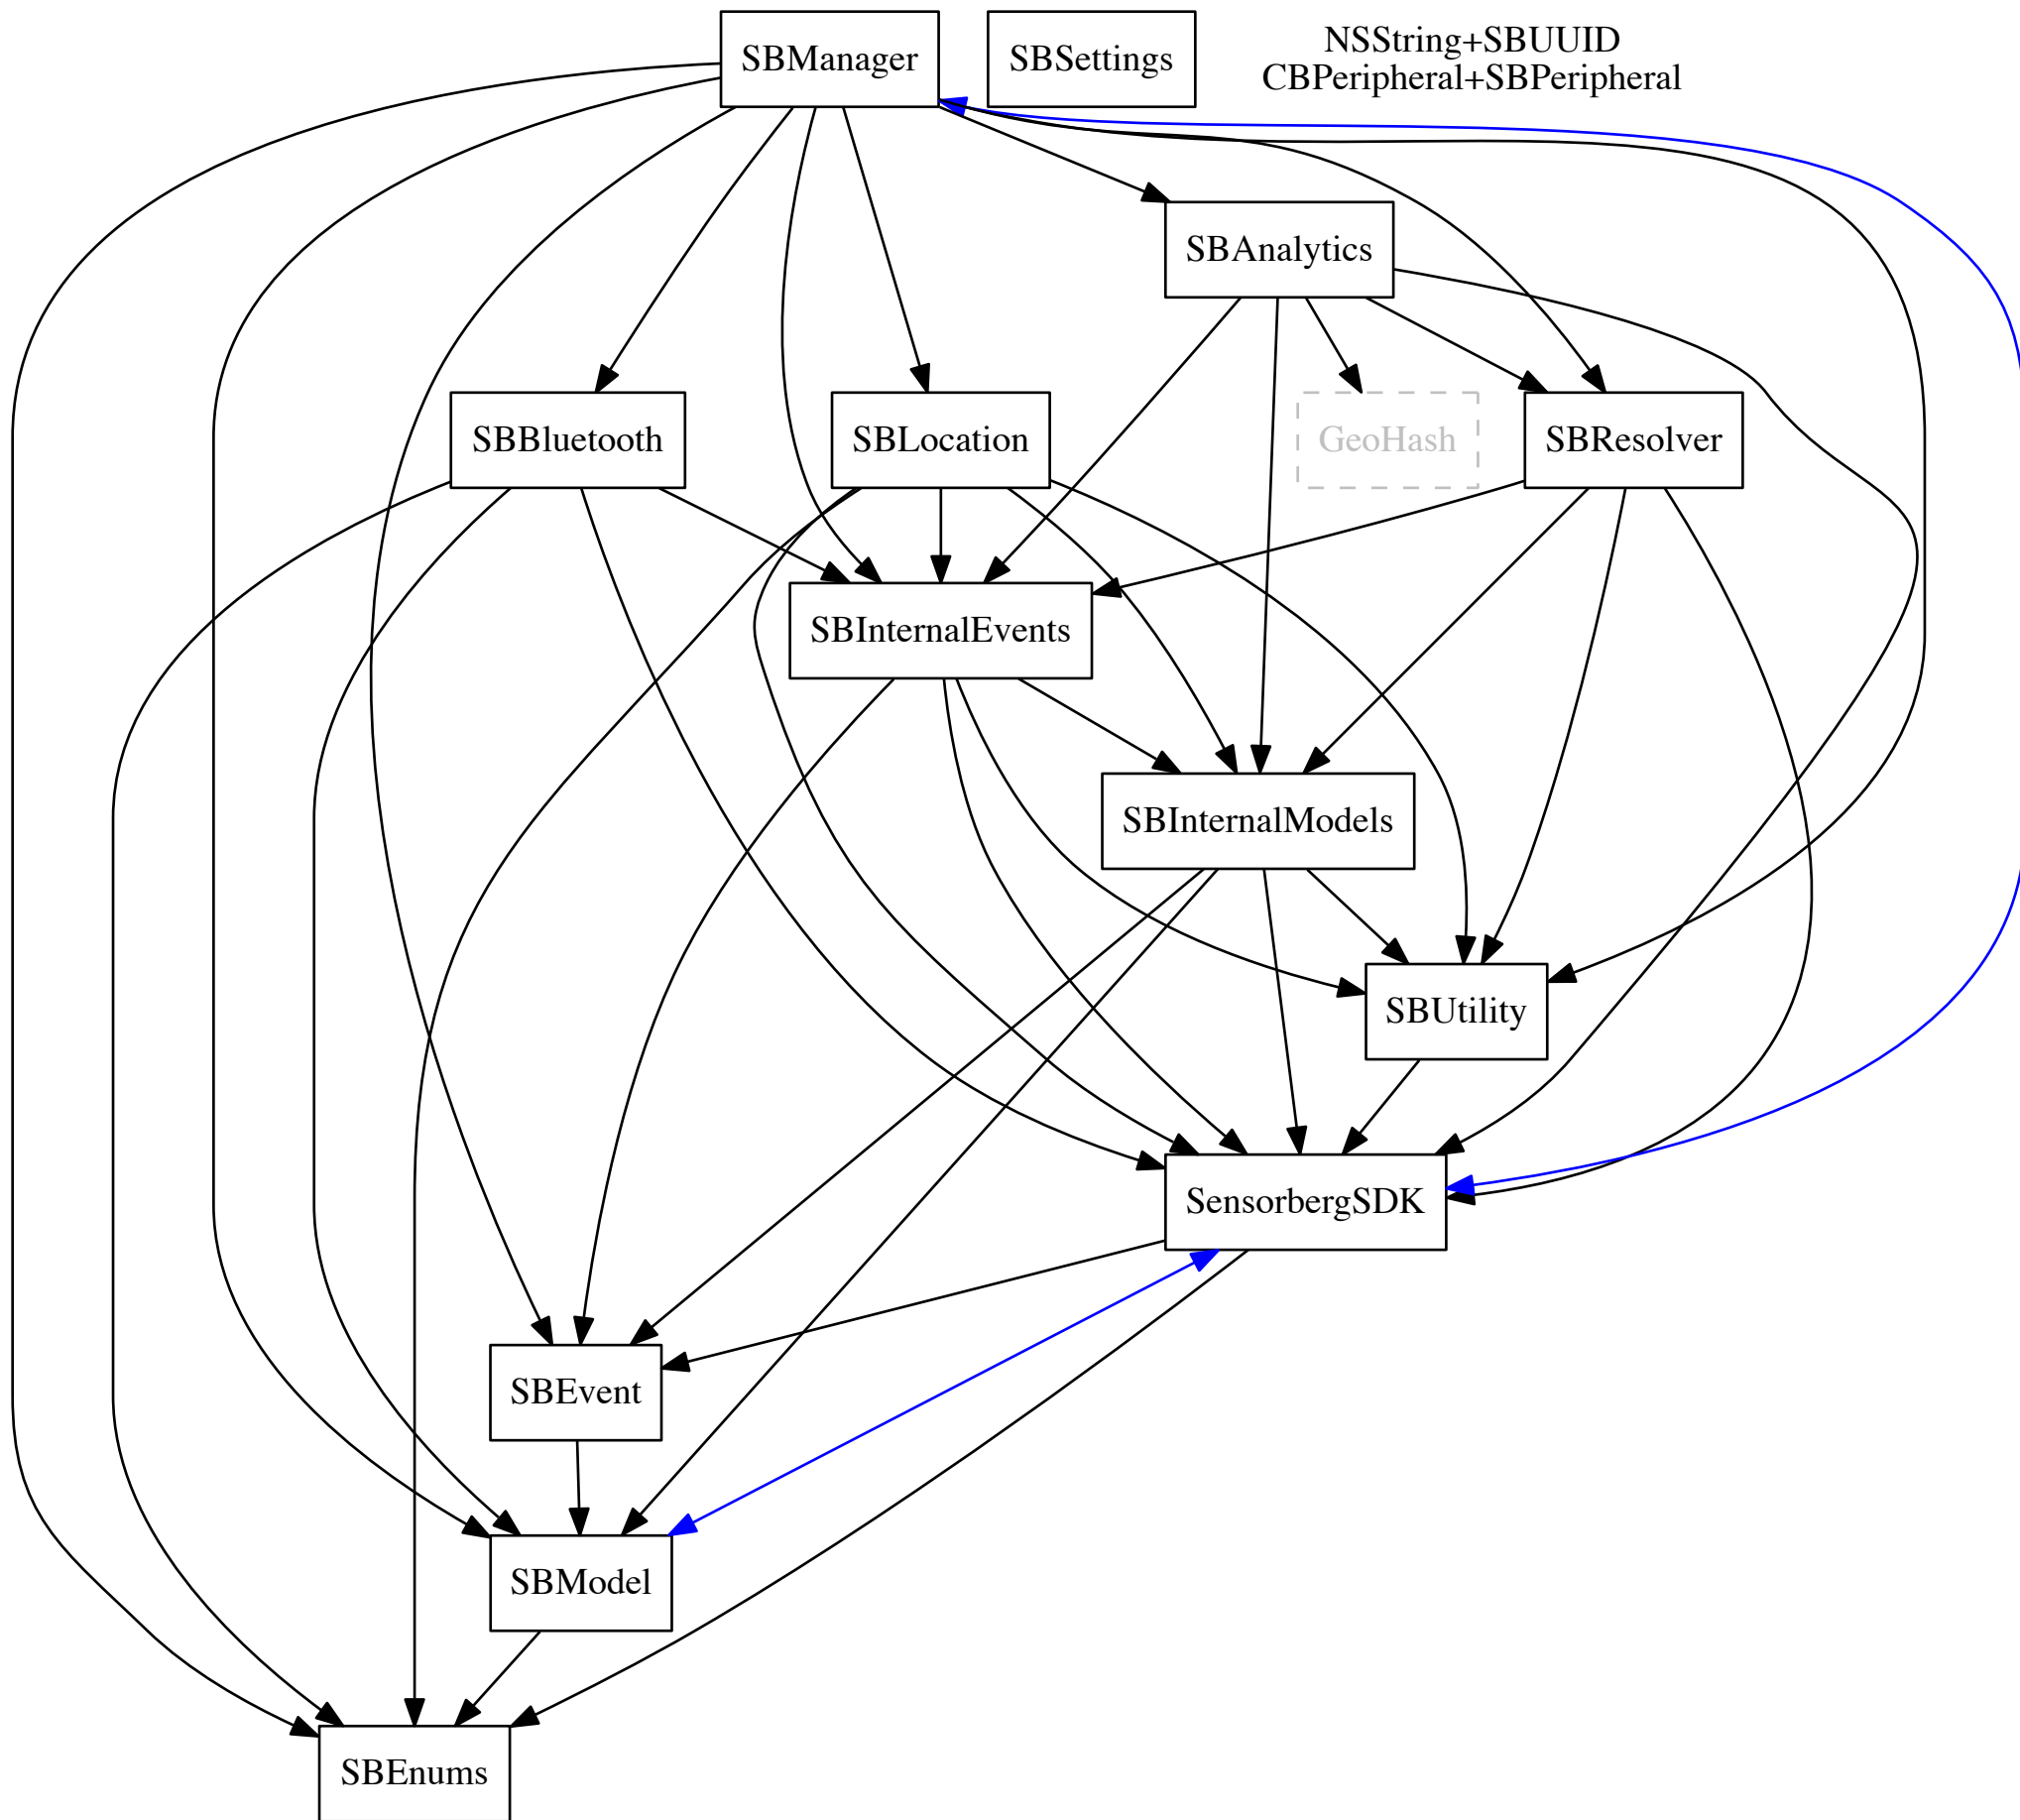 SBManager
SBSettings
NSString+SBUUID
CBPeripheral+SBPeripheral
SBAnalytics
SBBluetooth
SBLocation
GeoHash
SBResolver
SBInternalEvents
SBInternalModels
SBUtility
SensorbergSDK
SBEvent
SBModel
SBEnums